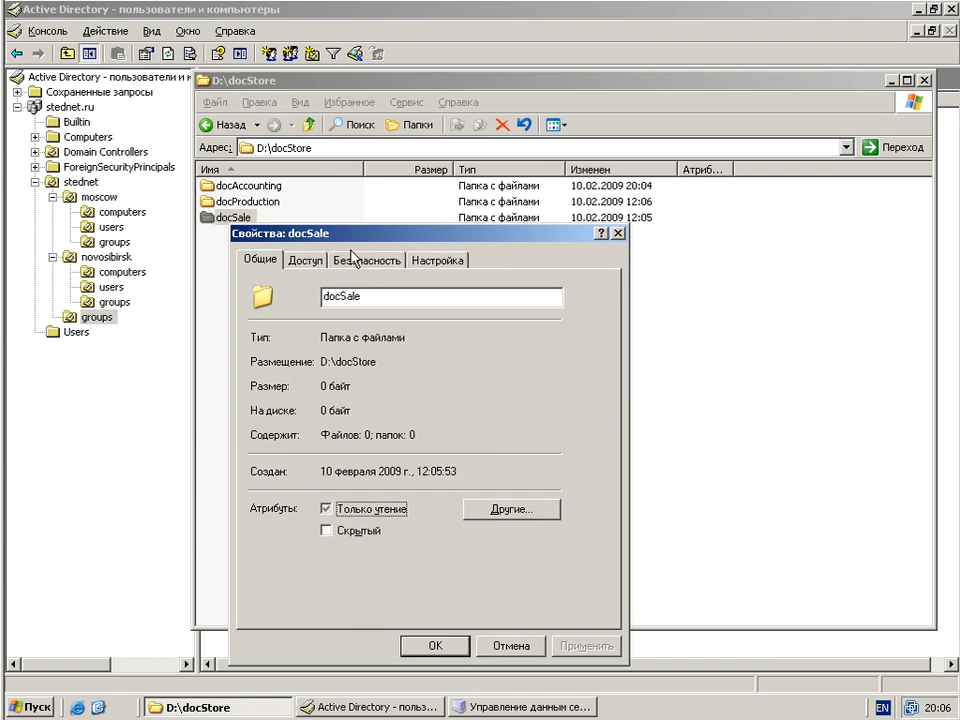 Active Directory - пользователи и компьютеры
Консоль Действие Вид Окно Справка
Active Directory - пользователи и к
Сохраненные запросы
stednet.ru
Builtin
Computers
Domain Controllers
ForeignSecurityPrincipals
stednet
moscow
computers
users
groups
novosibirsk
computers
users
groups
groups
Users
D:\docStore
Файл Правка Вид Избранное Сервис Справка
Назад Поиск Папки
Адрес: D:\docStore Переход
Имя Размер Тип Изменен Атриб...
docAccounting Папка с файлами 10.02.2009 20:04
docProduction Папка с файлами 10.02.2009 12:06
docSale Папка с файлами 10.02.2009 12:05
Свойства: docSale
Общие Доступ Безопасность Настройка
docSale
Тип: Папка с файлами
Размещение: D:\docStore
Размер: 0 байт
На диске: 0 байт
Содержит: Файлов: 0; папок: 0
Создан: 10 февраля 2009 г., 12:05:53
Атрибуты: Только чтение Другие...
Скрытый
OK Отмена Применить
Пуск D:\docStore Active Directory - польз... Управление данным се... EN 20:06